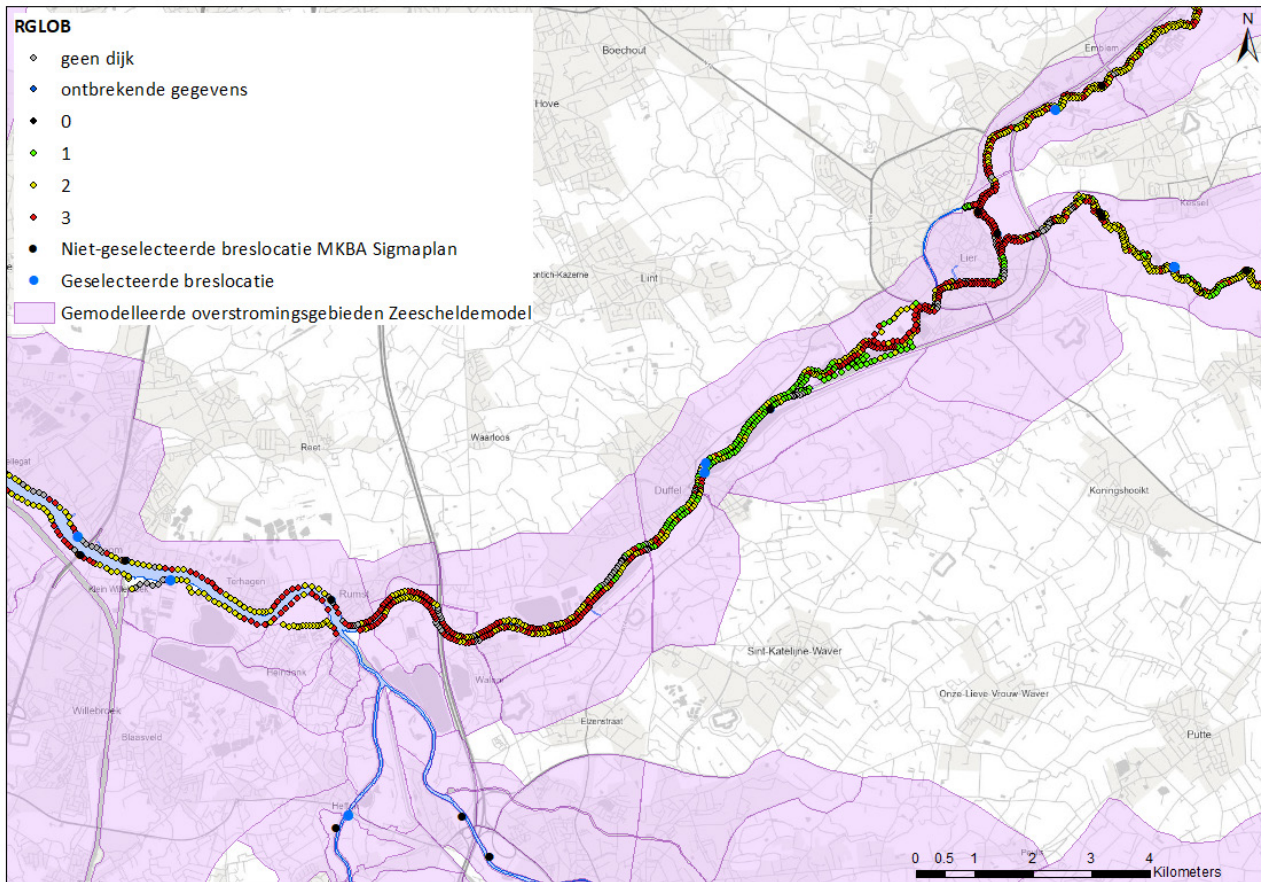 RGLOB
geen dijk
ontbrekende gegevens
0
1
2
3
Niet-geselecteerde breslocatie MKBA Sigmaplan
Geselecteerde breslocatie
Gemodelleerde overstromingsgebieden Zeescheldemodel
N
Boechout
Emblem
Hove
Kessel
Lier
Lint
Waarloos
Reet
Duffel
Koningshooikt
Terhagen
Klein Willebroek
Rumst
Heindonk
Walem
Sint-Katelijne-Waver
Onze-Lieve-Vrouw-Waver
Elzenstraat
Willebroek
Blaasveld
Putte
0 0.5 1 2 3 4
Kilometers